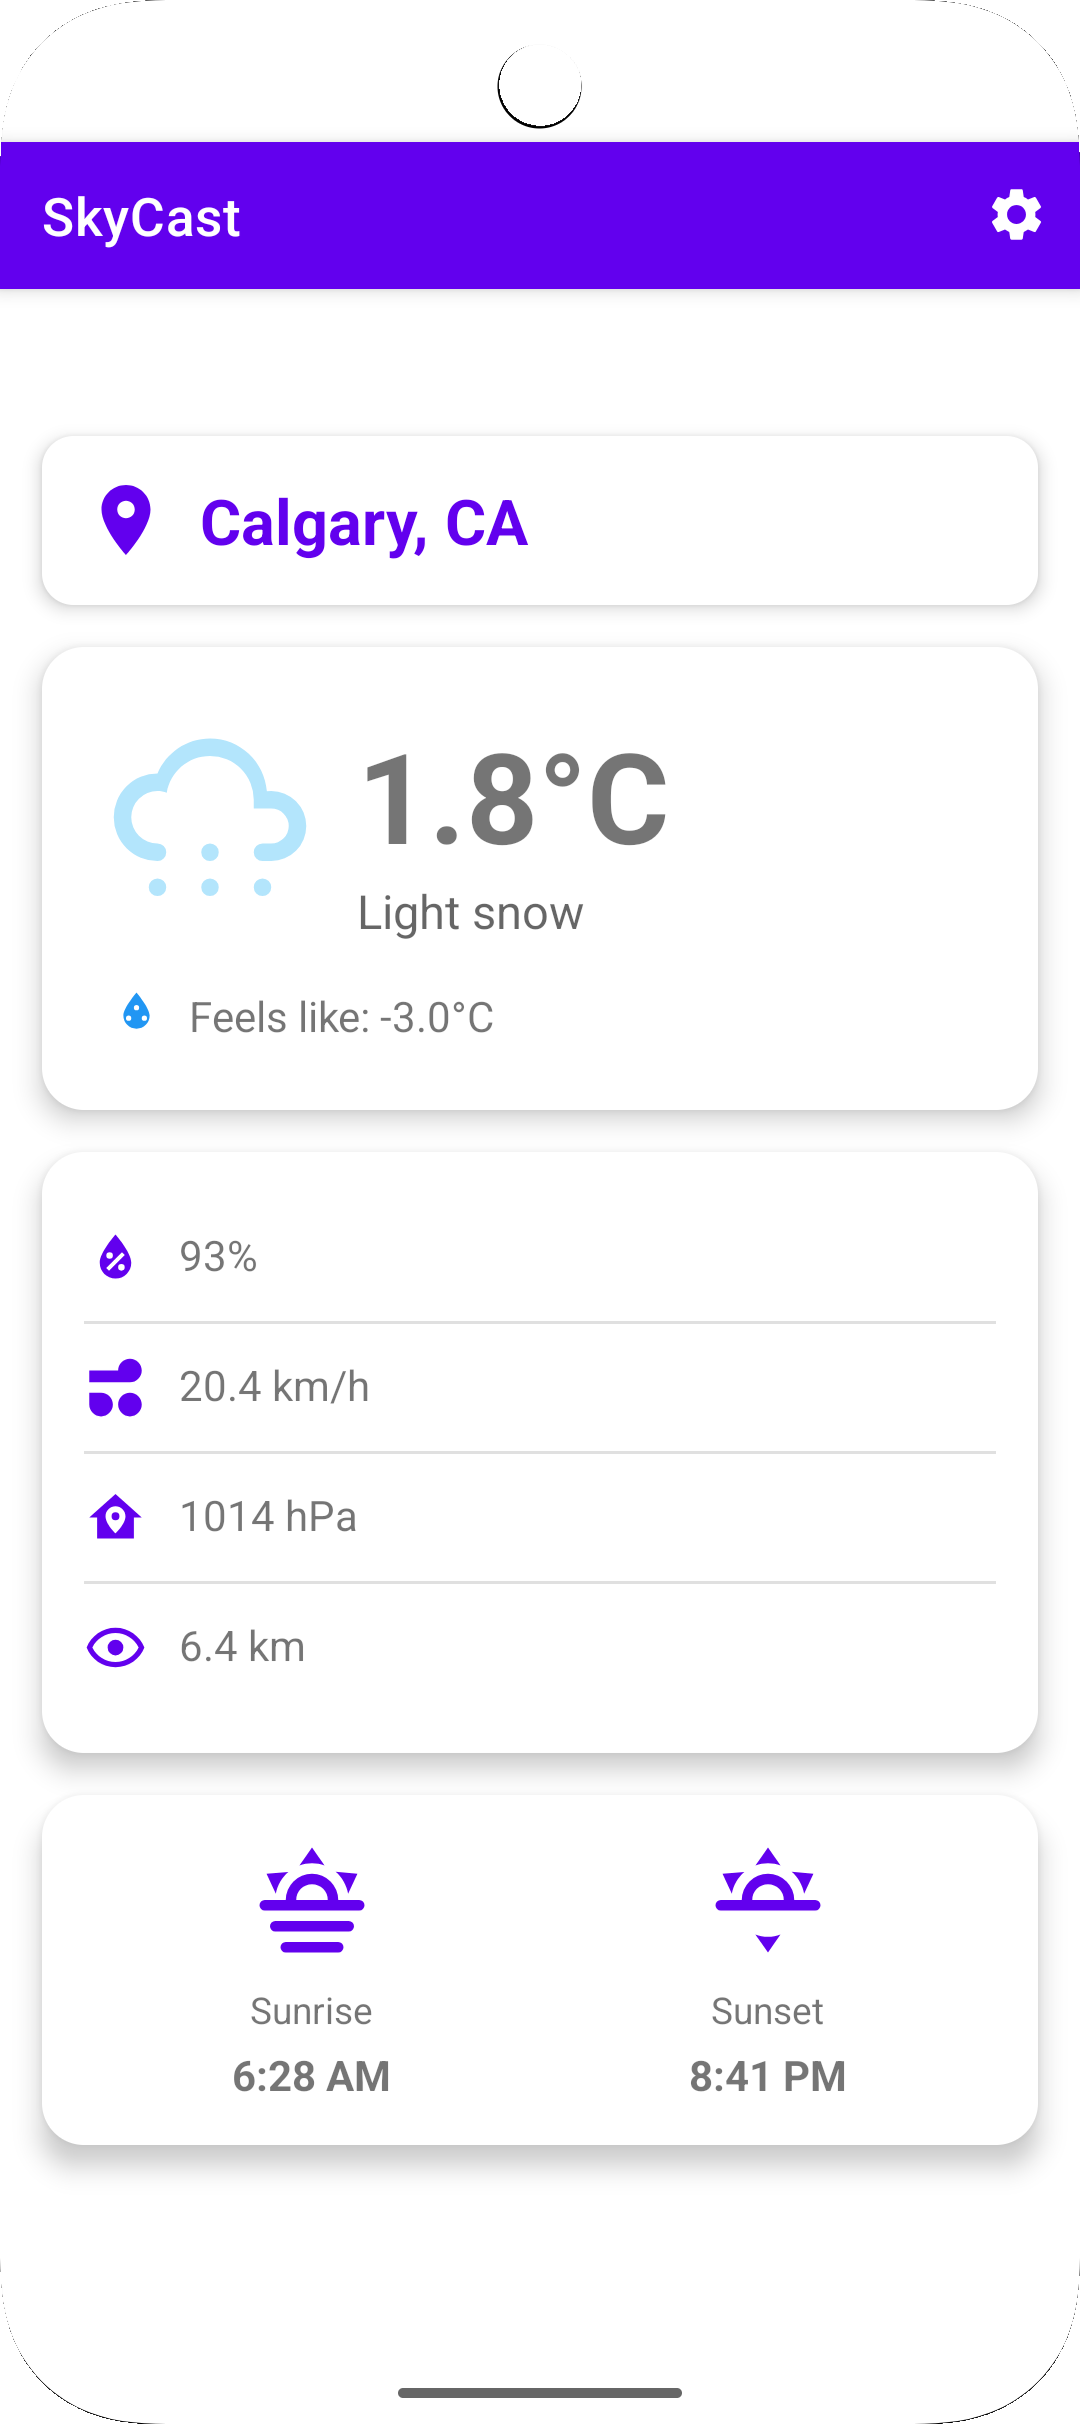 SkyCast
Calgary, CA
1.8°C
Light snow
Feels like: -3.0°C
93%
20.4 km/h
1014 hPa
6.4 km
Sunrise
6:28 AM
Sunset
8:41 PM